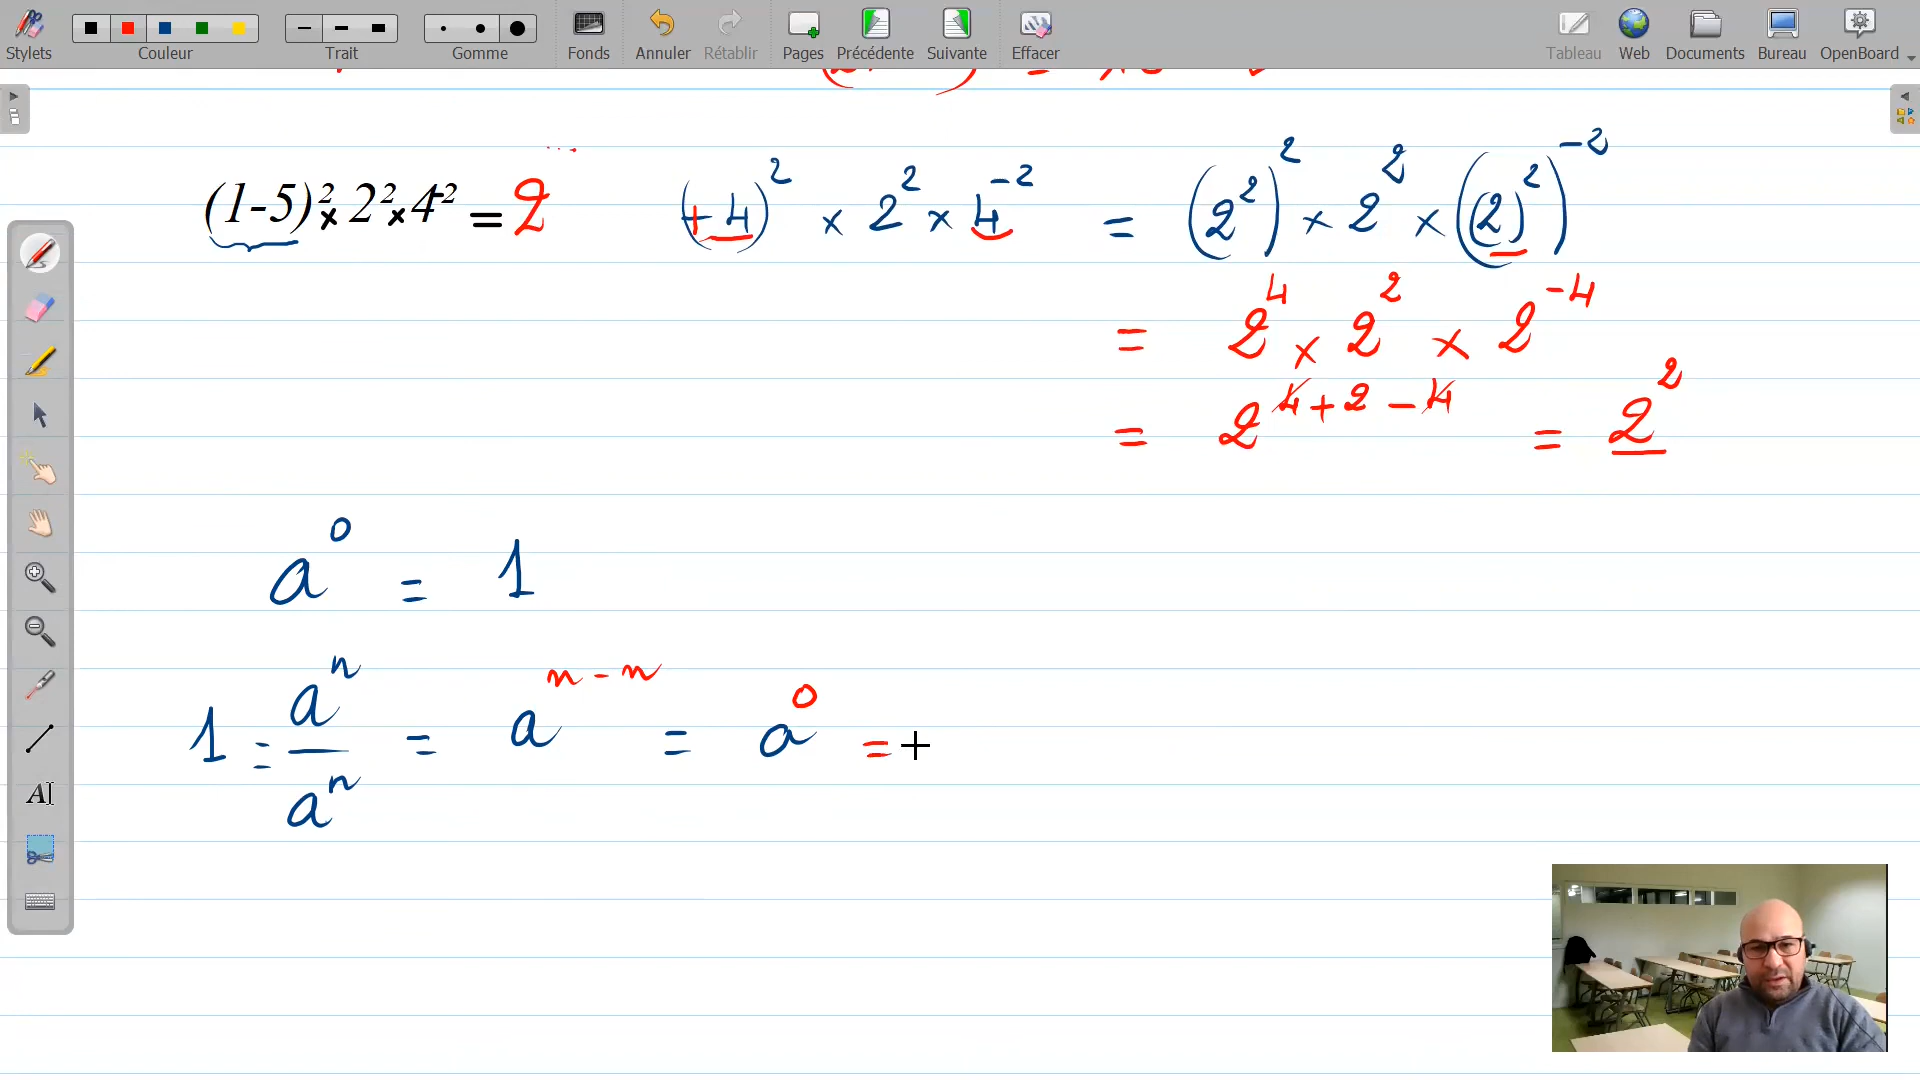 Stylets Couleur Trait Gomme Fonds Annuler Rétablir Pages Précédente Suivante Effacer Tableau Web Documents Bureau OpenBoard
(1-5)² × 2² × 4⁻² = 2^... (+4)² × 2² × 4⁻² = (2²)² × 2² × ((2)²)⁻²
= 2⁴ × 2² × 2⁻⁴
= 2⁴⁺²⁻⁴ = 2²
a⁰ = 1
1 = aⁿ/aⁿ = aⁿ⁻ⁿ = a⁰ =